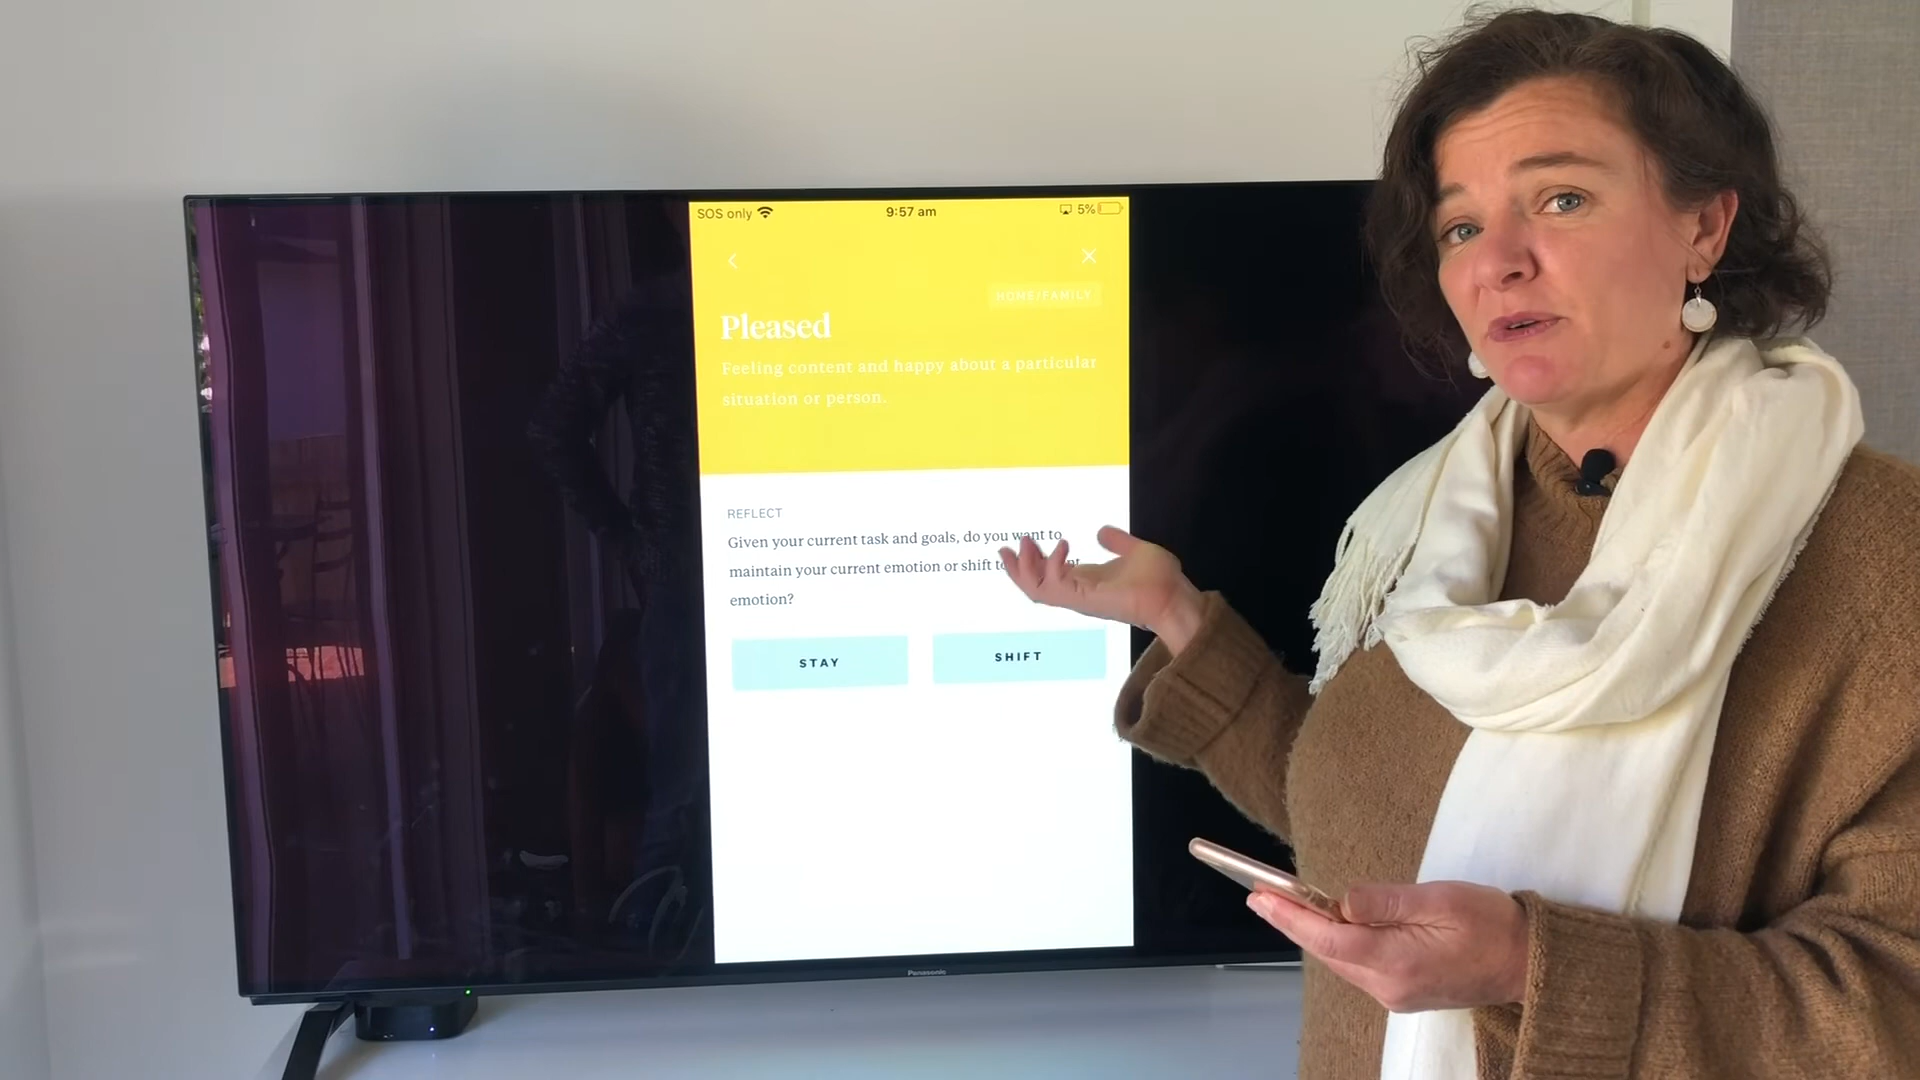 SOS only 9:57 am 5%
HOME/FAMILY
Pleased
Feeling content and happy about a particular
situation or person.
REFLECT
Given your current task and goals, do you want to
maintain your current emotion or shift to
emotion?
STAY SHIFT
Panasonic